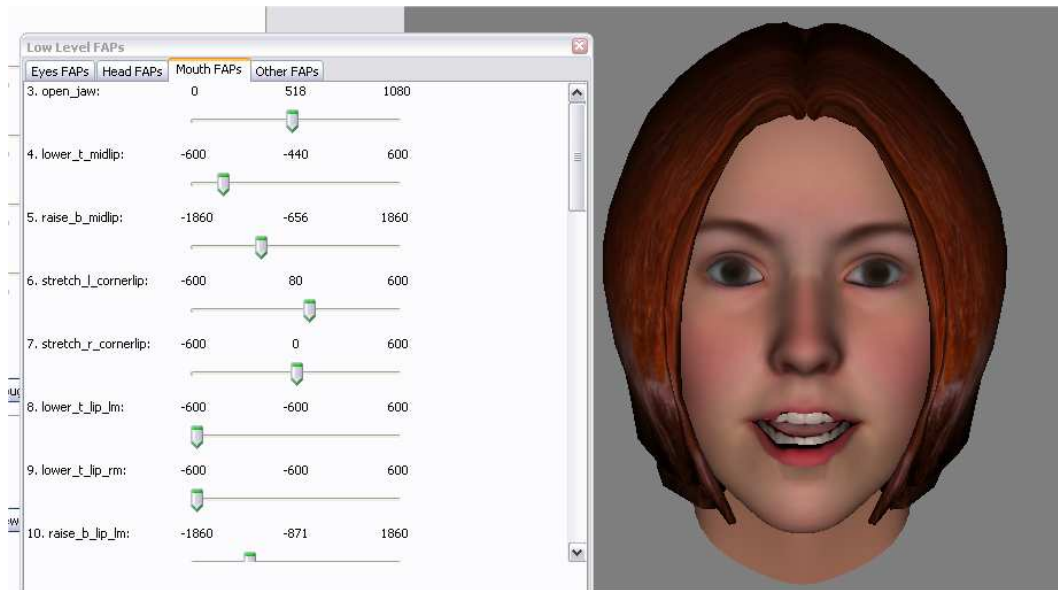 Low Level FAPs
Eyes FAPs Head FAPs Mouth FAPs Other FAPs
3. open_jaw: 0 518 1080
4. lower_t_midlip: -600 -440 600
5. raise_b_midlip: -1860 -656 1860
6. stretch_l_cornerlip: -600 80 600
7. stretch_r_cornerlip: -600 0 600
8. lower_t_lip_lm: -600 -600 600
9. lower_t_lip_rm: -600 -600 600
10. raise_b_lip_lm: -1860 -871 1860